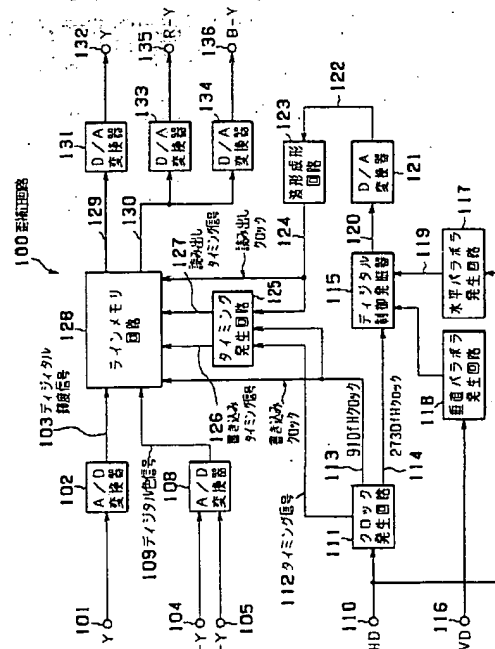 100 歪補正回路
101
Y
102
A/D
変換器
103 ディジィタル
輝度信号
128
ラインメモリ
回路
129
131
D/A
変換器
132
Y
130
133
D/A
変換器
135
R-Y
134
D/A
変換器
136
B-Y
104
-Y
105
-Y
108
A/D
変換器
109 ディジタル色信号
126
書き込み
タイミング信号
127
読み出し
タイミング信号
125
タイミング
発生回路
読み出し
クロック
124
123
波形成形
回路
122
書き込み
クロック
112 タイミング信号
113
910fHクロック
110
HD
111
クロック
発生回路
114
2730fHクロック
115
ディジタル
制御発振器
120
121
D/A
変換器
116
VD
118
垂直パラボラ
発生回路
119
117
水平パラボラ
発生回路